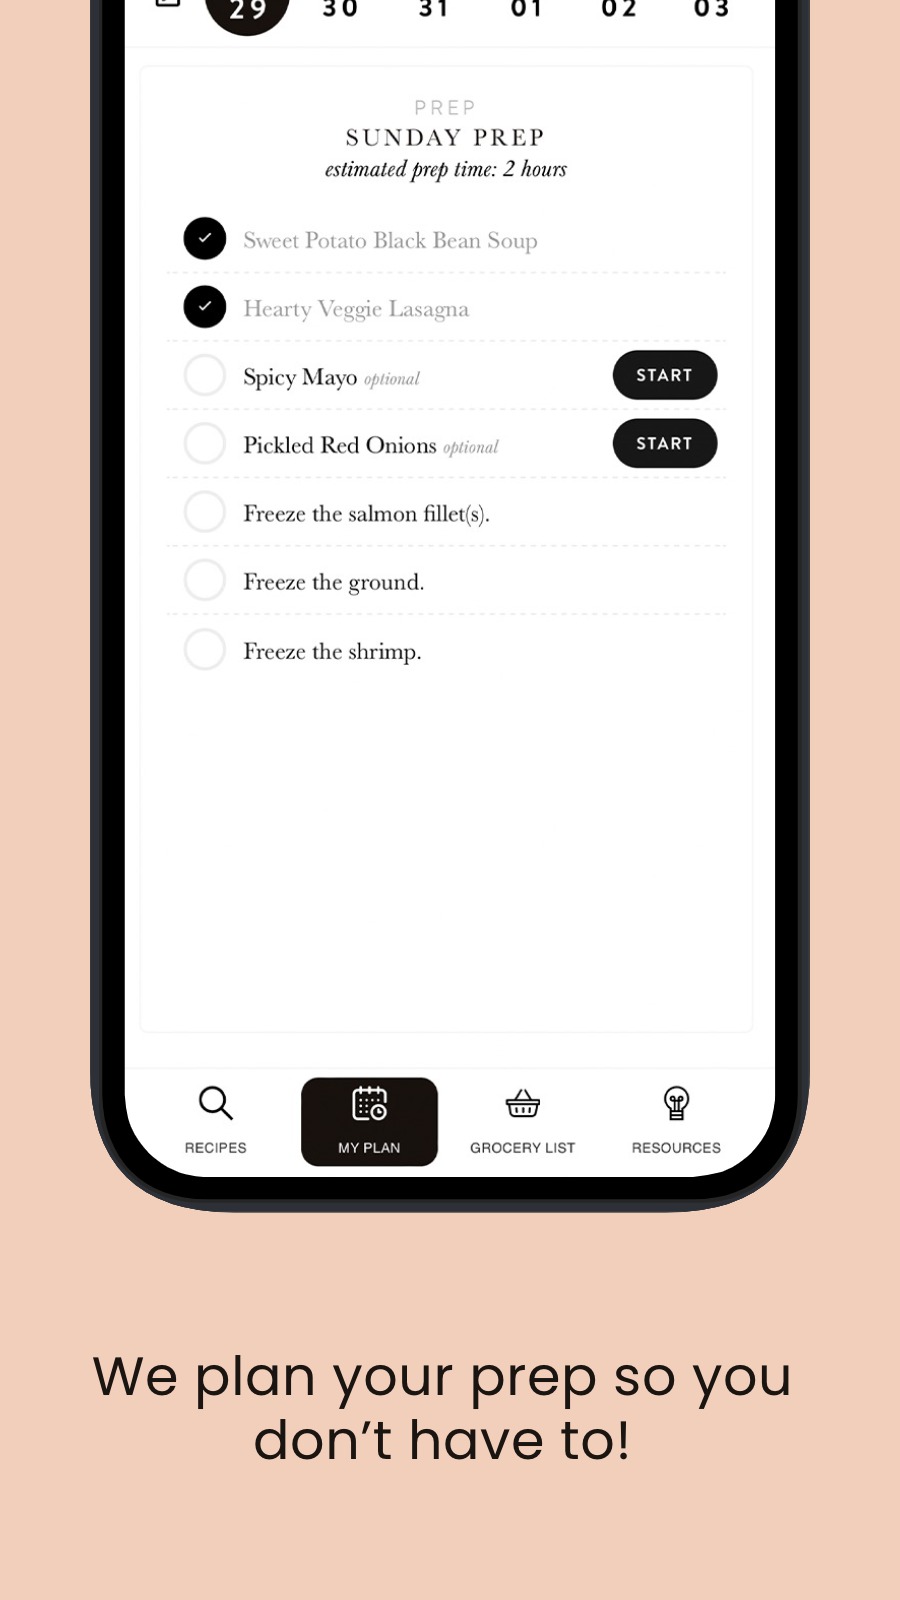 29 30 31 01 02 03
PREP
SUNDAY PREP
estimated prep time: 2 hours
Sweet Potato Black Bean Soup
Hearty Veggie Lasagna
Spicy Mayo optional START
Pickled Red Onions optional START
Freeze the salmon fillet(s).
Freeze the ground.
Freeze the shrimp.
RECIPES MY PLAN GROCERY LIST RESOURCES
We plan your prep so you
don’t have to!